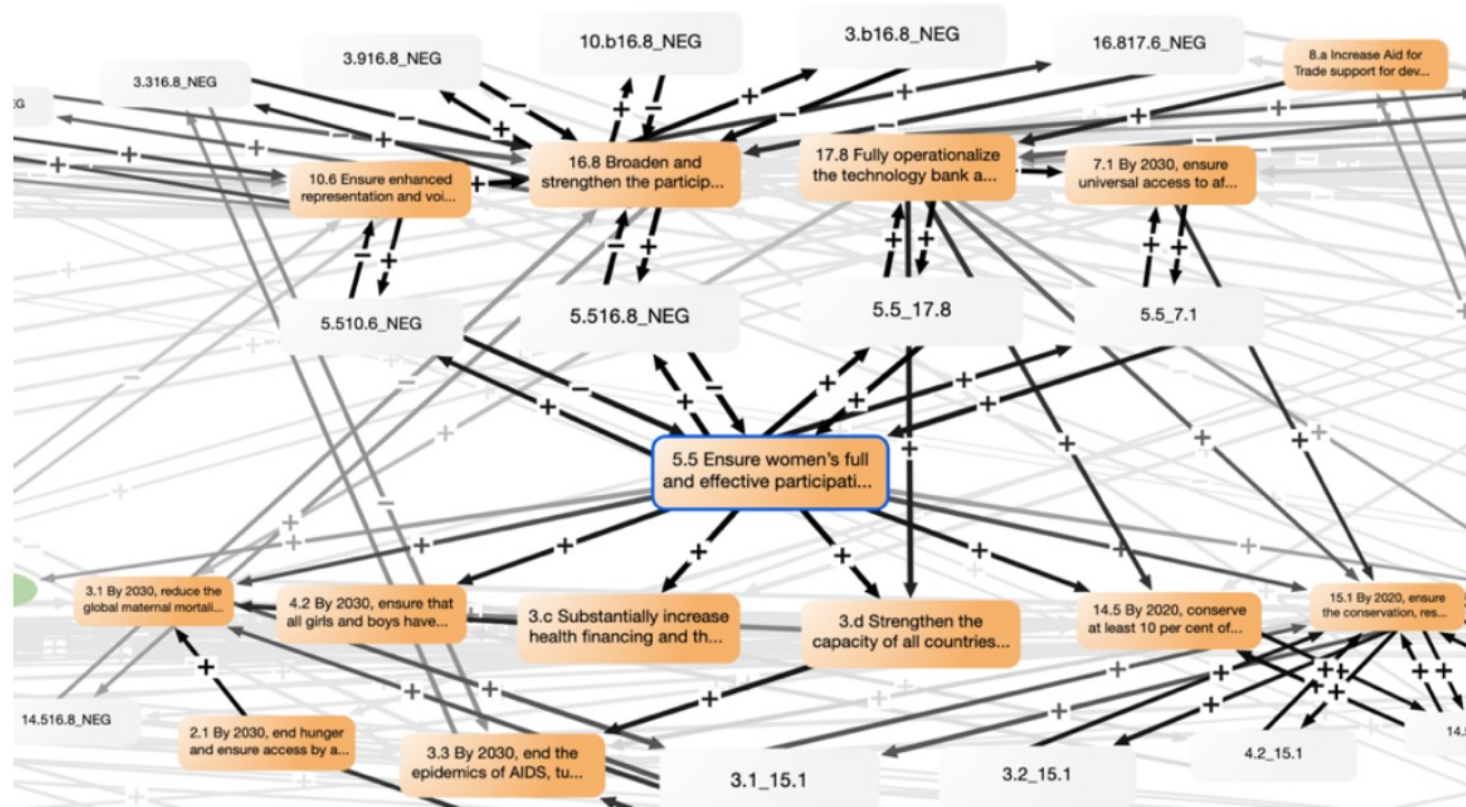 10.b16.8_NEG
3.b16.8_NEG
16.817.6_NEG
3.916.8_NEG
8.a Increase Aid for
Trade support for dev...
3.316.8_NEG
EG
16.8 Broaden and
strengthen the particip...
17.8 Fully operationalize
the technology bank a...
7.1 By 2030, ensure
universal access to af...
10.6 Ensure enhanced
representation and voi...
5.510.6_NEG
5.516.8_NEG
5.5_17.8
5.5_7.1
5.5 Ensure women's full
and effective participati...
3.1 By 2030, reduce the
global maternal mortali...
4.2 By 2030, ensure that
all girls and boys have...
3.c Substantially increase
health financing and th...
3.d Strengthen the
capacity of all countries...
14.5 By 2020, conserve
at least 10 per cent of...
15.1 By 2020, ensure
the conservation, res...
14.516.8_NEG
2.1 By 2030, end hunger
and ensure access by a...
3.3 By 2030, end the
epidemics of AIDS, tu...
3.1_15.1
3.2_15.1
4.2_15.1